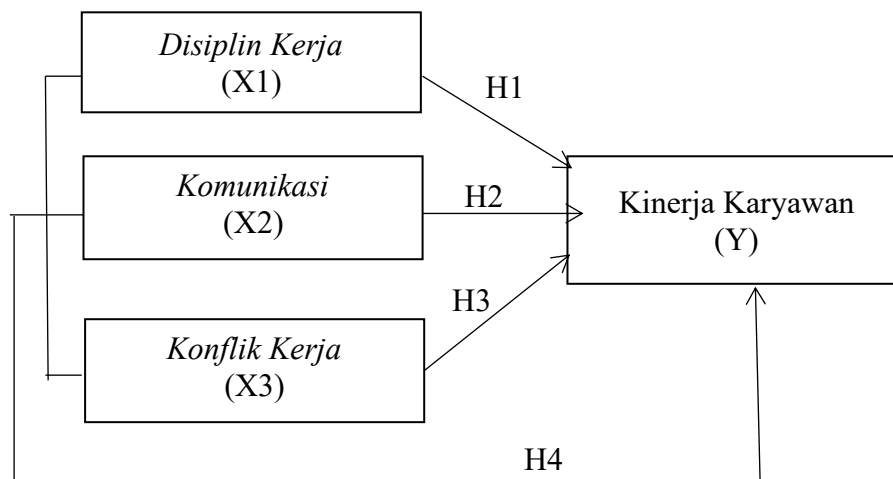 Disiplin Kerja
(X1)
H1
Komunikasi
(X2)
H2
Kinerja Karyawan
(Y)
H3
Konflik Kerja
(X3)
H4